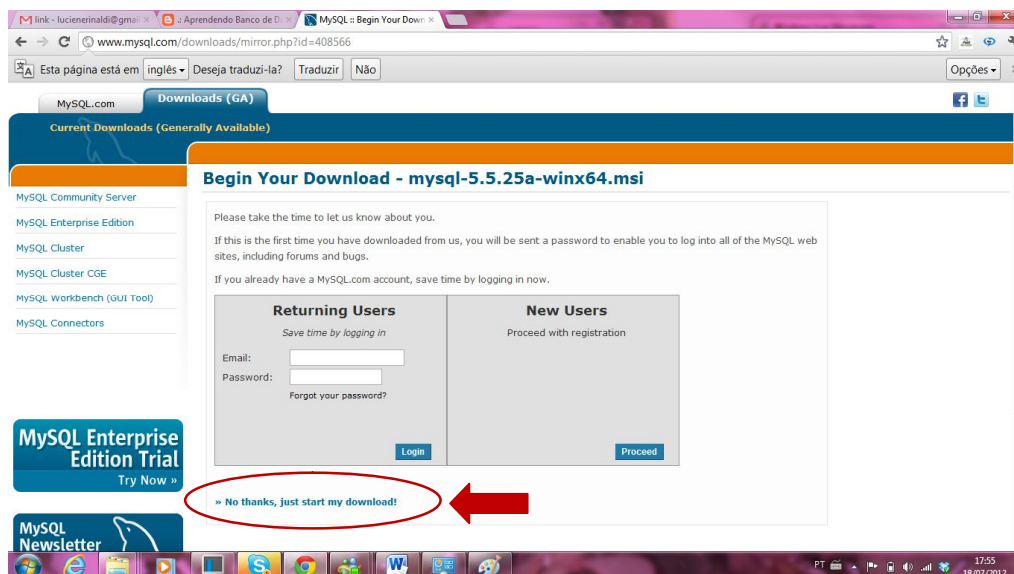 link - lucienerinaldi@gmail
.: Aprendendo Banco de D
MySQL :: Begin Your Down
www.mysql.com/downloads/mirror.php?id=408566
Esta página está em inglês Deseja traduzi-la? Traduzir Não Opções
MySQL.com
Downloads (GA)
Current Downloads (Generally Available)
MySQL Community Server
MySQL Enterprise Edition
MySQL Cluster
MySQL Cluster CGE
MySQL Workbench (GUI Tool)
MySQL Connectors
MySQL Enterprise
Edition Trial
Try Now »
MySQL
Newsletter
Begin Your Download - mysql-5.5.25a-winx64.msi
Please take the time to let us know about you.
If this is the first time you have downloaded from us, you will be sent a password to enable you to log into all of the MySQL web
sites, including forums and bugs.
If you already have a MySQL.com account, save time by logging in now.
Returning Users
Save time by logging in
Email:
Password:
Forgot your password?
Login
New Users
Proceed with registration
Proceed
» No thanks, just start my download!
PT
17:55
18/07/2012